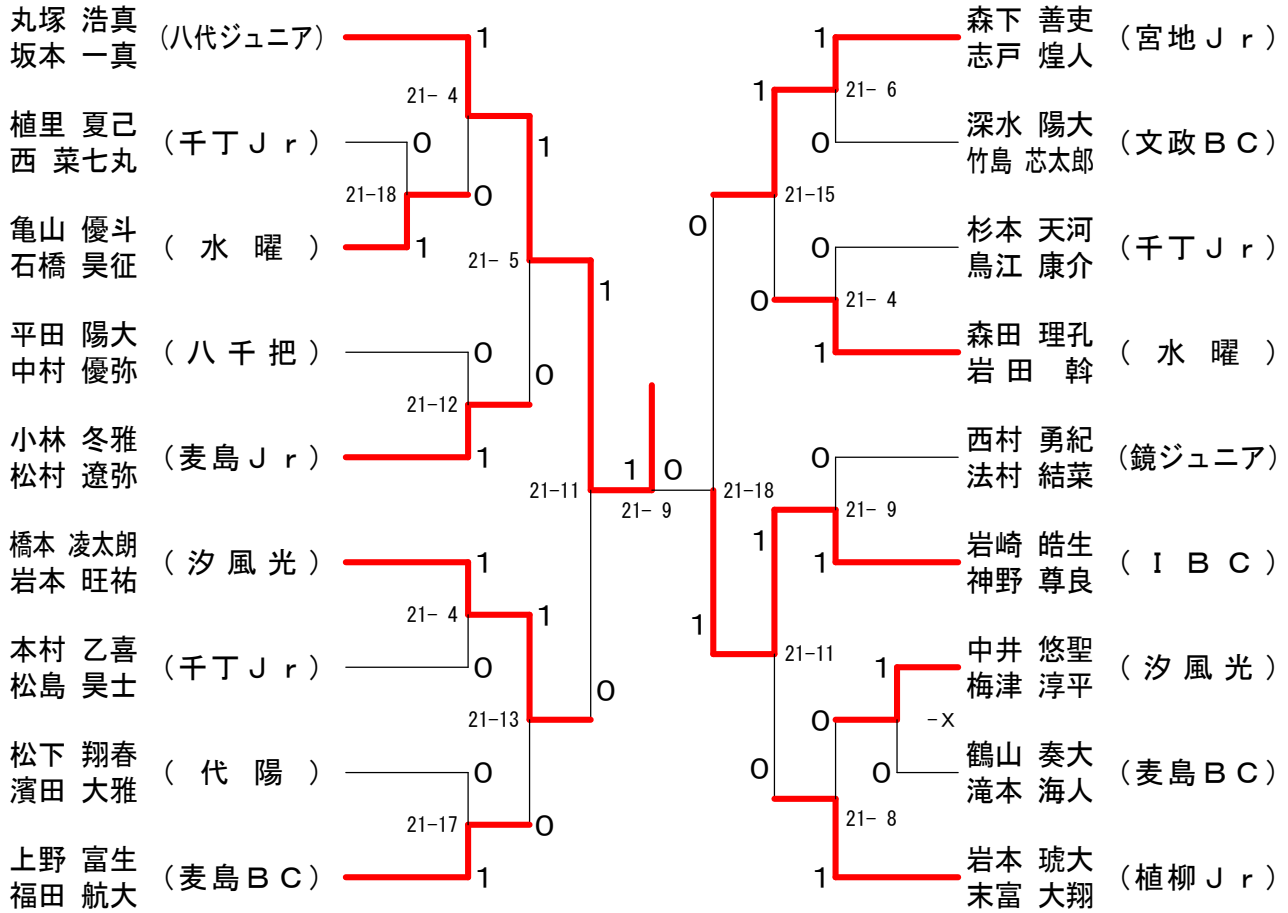 丸塚 浩真
坂本 一真
(八代ジュニア)
1
21- 4
植里 夏己
西 菜七丸
(千丁Ｊｒ)
0
21-18
0
1
亀山 優斗
石橋 昊征
(水曜)
1
21- 5
1
平田 陽大
中村 優弥
(八千把)
0
0
21-12
小林 冬雅
松村 遼弥
(麦島Ｊｒ)
1
21-11
1
0
21- 9
橋本 凌太朗
岩本 旺祐
(汐風光)
1
21- 4
1
本村 乙喜
松島 昊士
(千丁Ｊｒ)
0
0
21-13
松下 翔春
濱田 大雅
(代陽)
0
21-17
0
上野 富生
福田 航大
(麦島ＢＣ)
1
森下 善吏
志戸 煌人
(宮地Ｊｒ)
1
1
21- 6
深水 陽大
竹島 芯太郎
(文政ＢＣ)
0
21-15
0
杉本 天河
鳥江 康介
(千丁Ｊｒ)
0
0
21- 4
森田 理孔
岩田 斡
(水曜)
1
西村 勇紀
法村 結菜
(鏡ジュニア)
0
21-18
21- 9
1
岩崎 皓生
神野 尊良
(ＩＢＣ)
1
1
21-11
中井 悠聖
梅津 淳平
(汐風光)
1
0
-X
鶴山 奏大
滝本 海人
(麦島ＢＣ)
0
0
21- 8
岩本 琥大
末富 大翔
(植柳Ｊｒ)
1